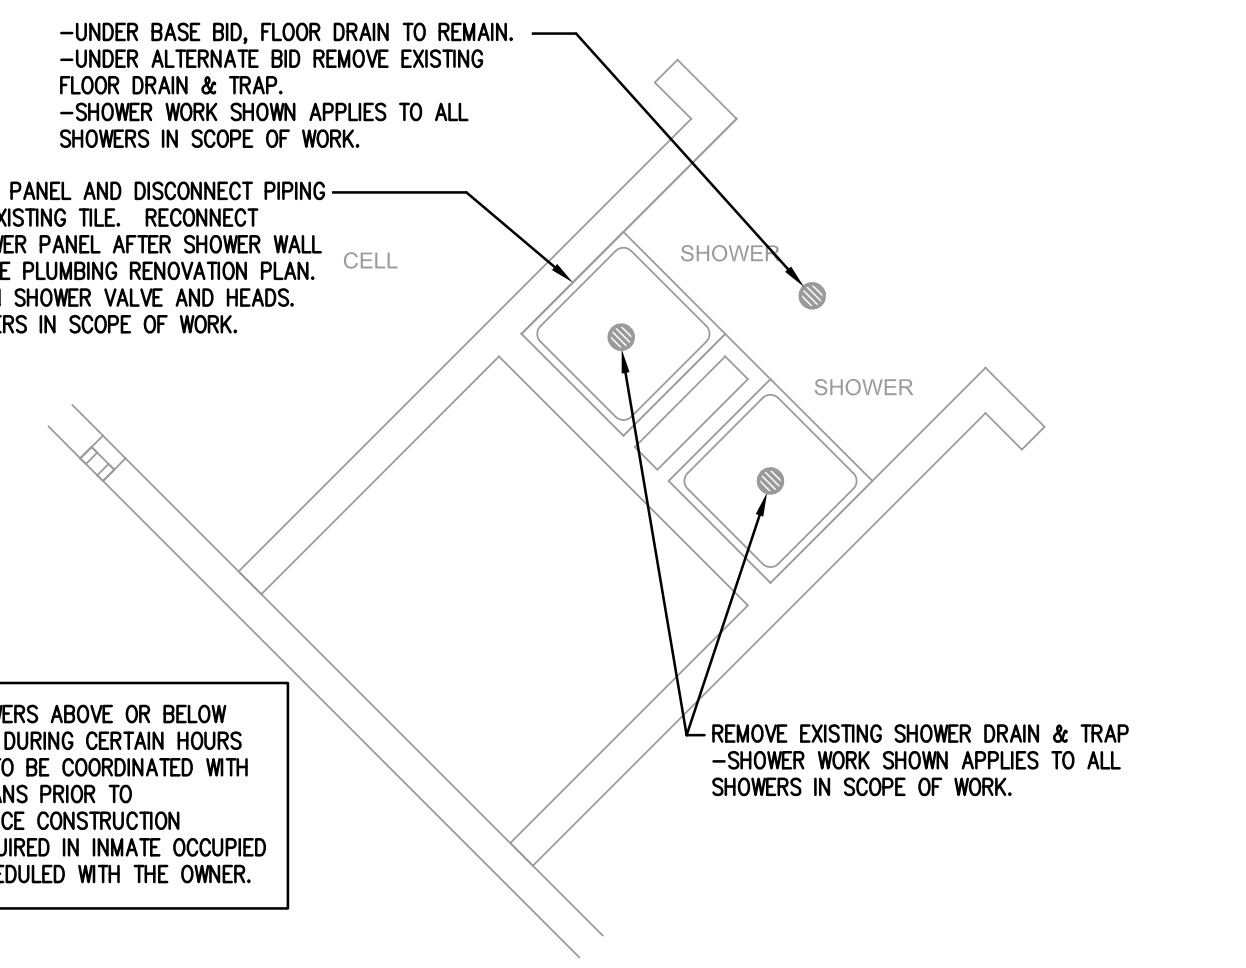 -UNDER BASE BID, FLOOR DRAIN TO REMAIN.
-UNDER ALTERNATE BID REMOVE EXISTING
FLOOR DRAIN & TRAP.
-SHOWER WORK SHOWN APPLIES TO ALL
SHOWERS IN SCOPE OF WORK.
PANEL AND DISCONNECT PIPING
XISTING TILE. RECONNECT
WER PANEL AFTER SHOWER WALL
E PLUMBING RENOVATION PLAN.
SHOWER VALVE AND HEADS.
ERS IN SCOPE OF WORK.
CELL
SHOWER
SHOWER
WERS ABOVE OR BELOW
DURING CERTAIN HOURS
TO BE COORDINATED WITH
ANS PRIOR TO
CE CONSTRUCTION
UIRED IN INMATE OCCUPIED
EDULED WITH THE OWNER.
REMOVE EXISTING SHOWER DRAIN & TRAP
-SHOWER WORK SHOWN APPLIES TO ALL
SHOWERS IN SCOPE OF WORK.